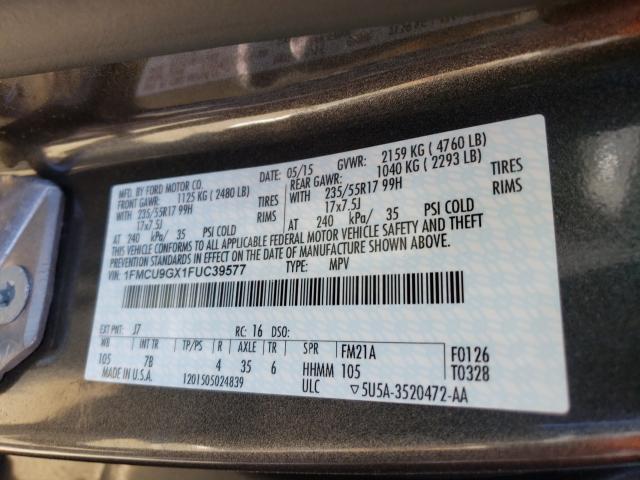 MFD. BY FORD MOTOR CO.
DATE: 05/15 GVWR: 2159 KG ( 4760 LB)
FRONT GAWR: 1125 KG ( 2480 LB)
REAR GAWR: 1040 KG ( 2293 LB)
WITH 235/55R17 99H TIRES
WITH 235/55R17 99H TIRES
17x7.5J RIMS
17x7.5J RIMS
AT 240 kPa/ 35 PSI COLD
AT 240 kPa/ 35 PSI COLD
THIS VEHICLE CONFORMS TO ALL APPLICABLE FEDERAL MOTOR VEHICLE SAFETY AND THEFT
PREVENTION STANDARDS IN EFFECT ON THE DATE OF MANUFACTURE SHOWN ABOVE.
VIN: 1FMCU9GX1FUC39577 TYPE: MPV
EXT PNT: J7 RC: 16 DSO:
WB INT TR TP/PS R AXLE TR SPR FM21A F0126
105 7B 4 35 6 HHMM 105 T0328
MADE IN U.S.A. 1201505024839 ULC ▽5U5A-3520472-AA